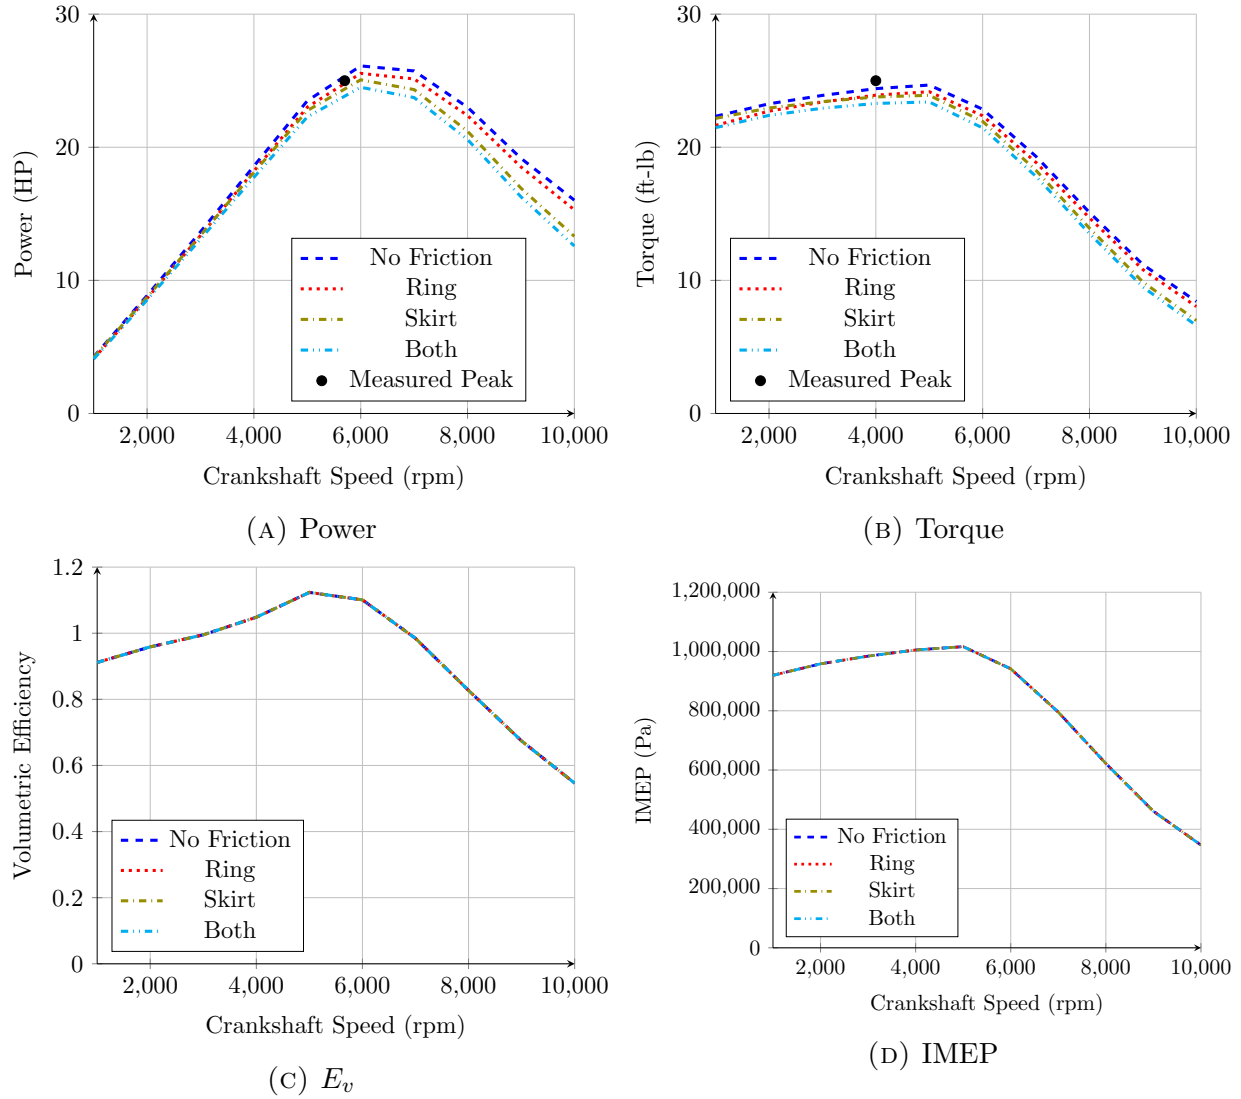 30
20
10
0
Power (HP)
No Friction
Ring
Skirt
Both
Measured Peak
2,000 4,000 6,000 8,000 10,000
Crankshaft Speed (rpm)
(A) Power
30
20
10
0
Torque (ft-lb)
No Friction
Ring
Skirt
Both
Measured Peak
2,000 4,000 6,000 8,000 10,000
Crankshaft Speed (rpm)
(B) Torque
1.2
1
0.8
0.6
0.4
0.2
0
Volumetric Efficiency
No Friction
Ring
Skirt
Both
2,000 4,000 6,000 8,000 10,000
Crankshaft Speed (rpm)
(C) E_v
1,200,000
1,000,000
800,000
600,000
400,000
200,000
0
IMEP (Pa)
No Friction
Ring
Skirt
Both
2,000 4,000 6,000 8,000 10,000
Crankshaft Speed (rpm)
(D) IMEP